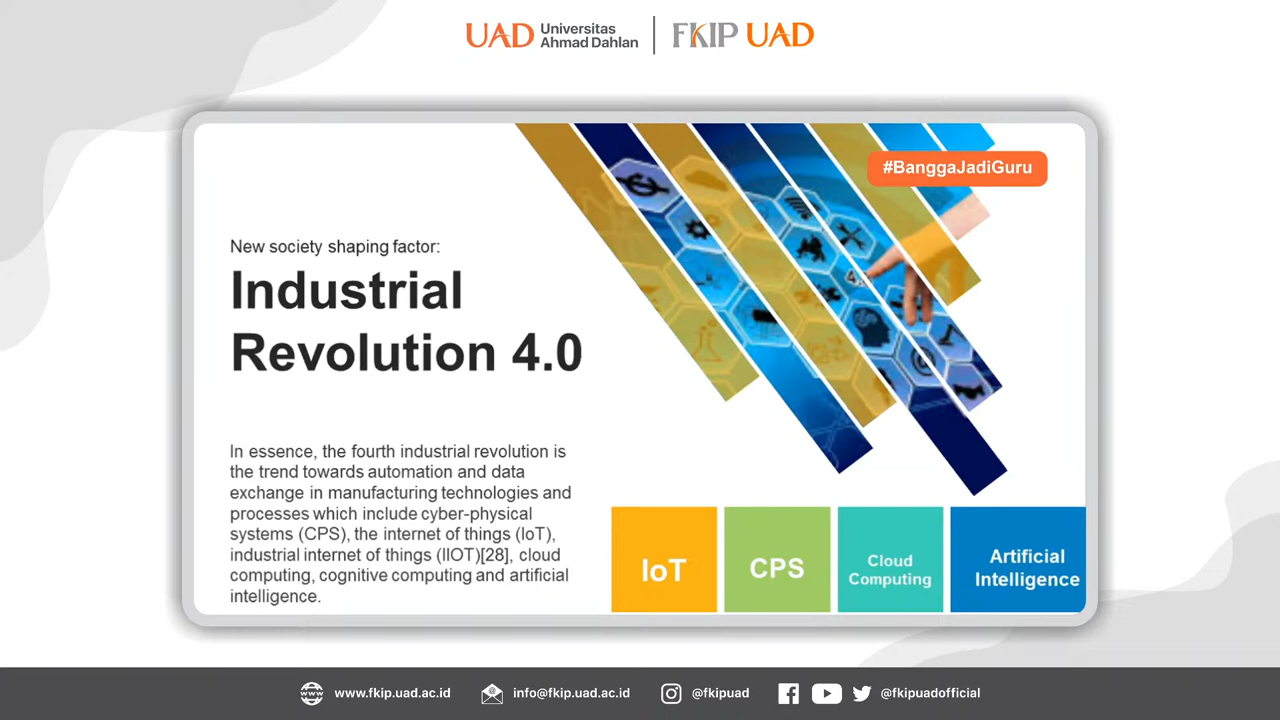 UAD Universitas
Ahmad Dahlan
FKIP UAD
#BanggaJadiGuru
New society shaping factor:
Industrial
Revolution 4.0
In essence, the fourth industrial revolution is
the trend towards automation and data
exchange in manufacturing technologies and
processes which include cyber-physical
systems (CPS), the internet of things (IoT),
industrial internet of things (IIOT)[28], cloud
computing, cognitive computing and artificial
intelligence.
IoT
CPS
Cloud
Computing
Artificial
Intelligence
www.fkip.uad.ac.id
info@fkip.uad.ac.id
@fkipuad
@fkipuadofficial